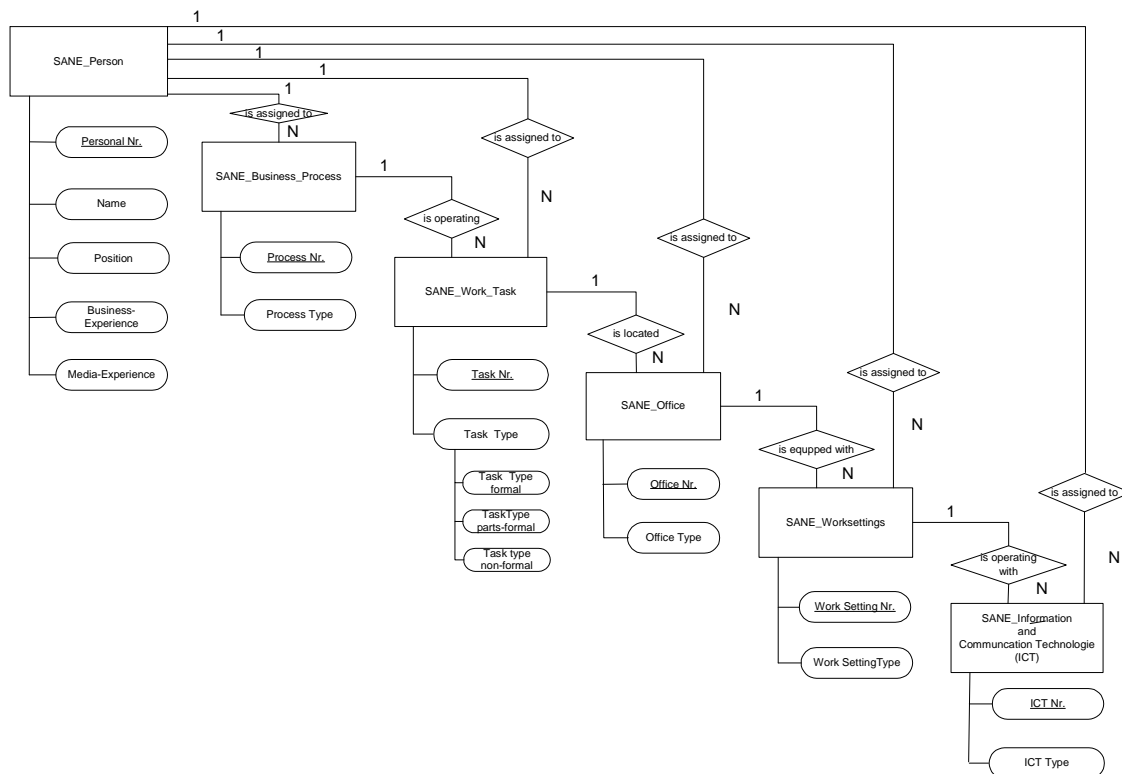 1
SANE_Person
1
1
1
1
is assigned to
N
Personal Nr.
Name
Position
Business-
Experience
Media-Experience
SANE_Business_Process
1
Process Nr.
Process Type
is operating
N
is assigned to
N
SANE_Work_Task
1
Task Nr.
Task Type
Task Type
formal
TaskType
parts-formal
Task type
non-formal
is located
N
is assigned to
N
SANE_Office
1
Office Nr.
Office Type
is equpped with
N
is assigned to
N
SANE_Worksettings
1
Work Setting Nr.
Work SettingType
is operating
with
N
is assigned to
N
SANE_Information
and
Communcation Technologie
(ICT)
ICT Nr.
ICT Type